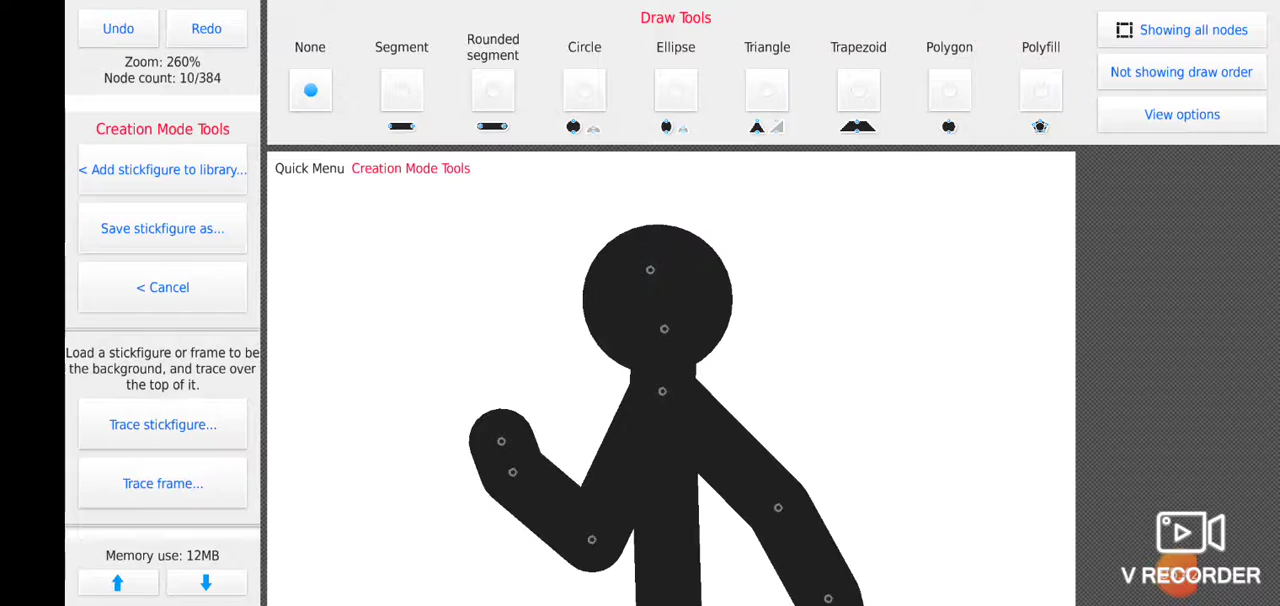 Undo
Redo
Zoom: 260%
Node count: 10/384
Creation Mode Tools
< Add stickfigure to library...
Save stickfigure as...
< Cancel
Load a stickfigure or frame to be
the background, and trace over
the top of it.
Trace stickfigure...
Trace frame...
Memory use: 12MB
Draw Tools
None
Segment
Rounded
segment
Circle
Ellipse
Triangle
Trapezoid
Polygon
Polyfill
Showing all nodes
Not showing draw order
View options
Quick Menu Creation Mode Tools
V RECORDER